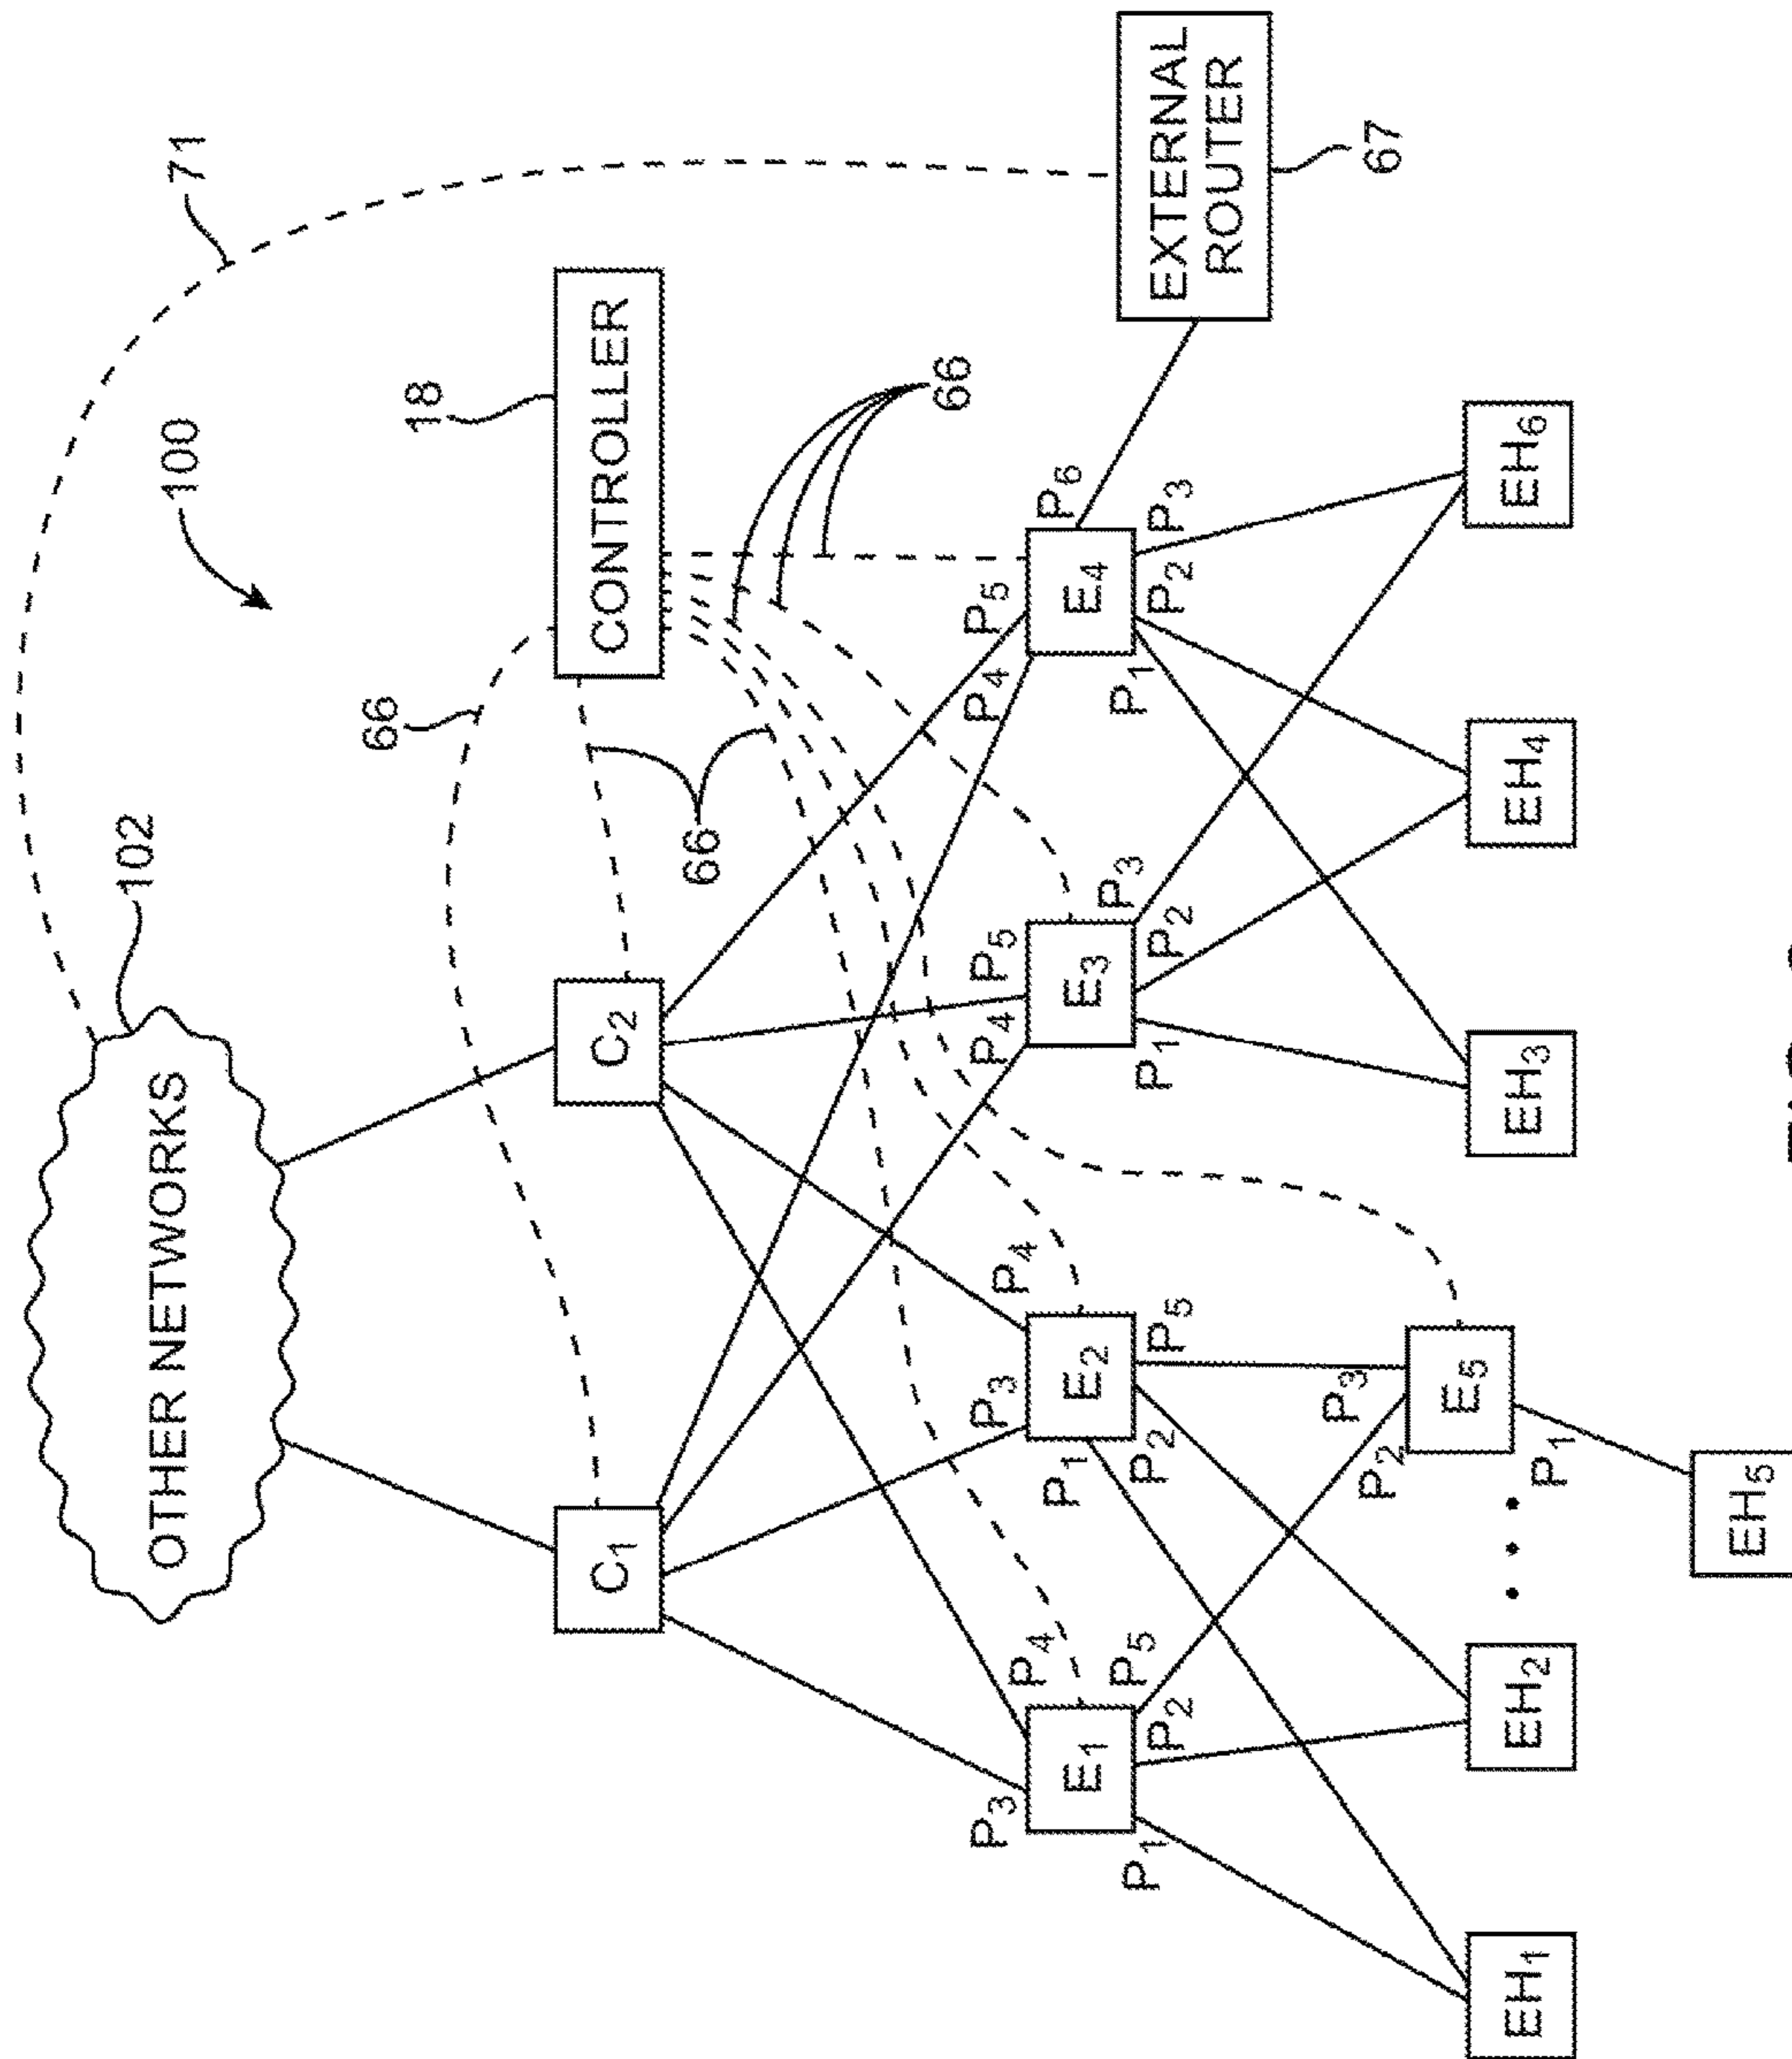 100
71
102
OTHER NETWORKS
66
18
C₁
C₂
CONTROLLER
66
66
P₃
P₄
P₃
P₄
P₄
P₅
P₄
P₅
E₁
E₂
E₃
E₄
P₆
P₁
P₂
P₅
P₁
P₂
P₅
P₁
P₂
P₃
P₁
P₂
P₃
EXTERNAL
ROUTER
67
P₂
P₃
EH₁
EH₂
E₅
EH₃
EH₄
EH₆
P₁
EH₅